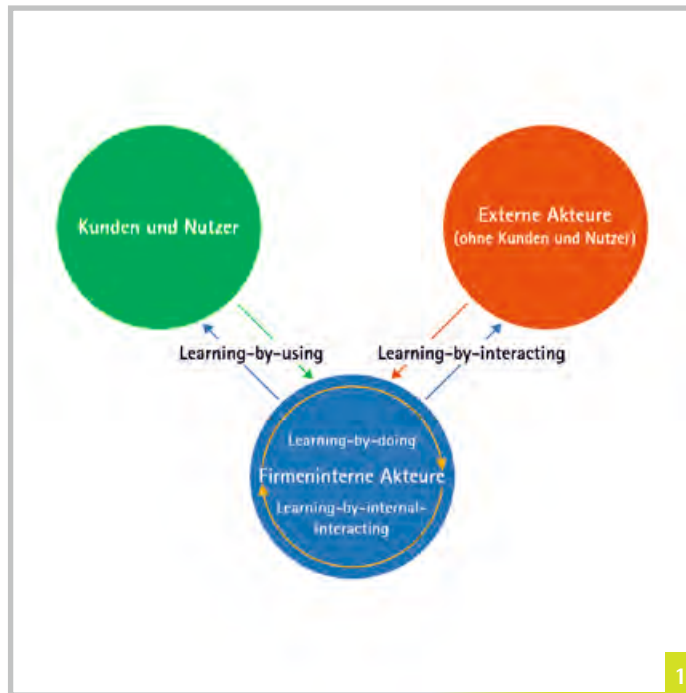 Kunden und Nutzer
Externe Akteure
(ohne Kunden und Nutzer)
Learning-by-using
Learning-by-interacting
Learning-by-doing
Firmeninterne Akteure
Learning-by-internal-
interacting
1